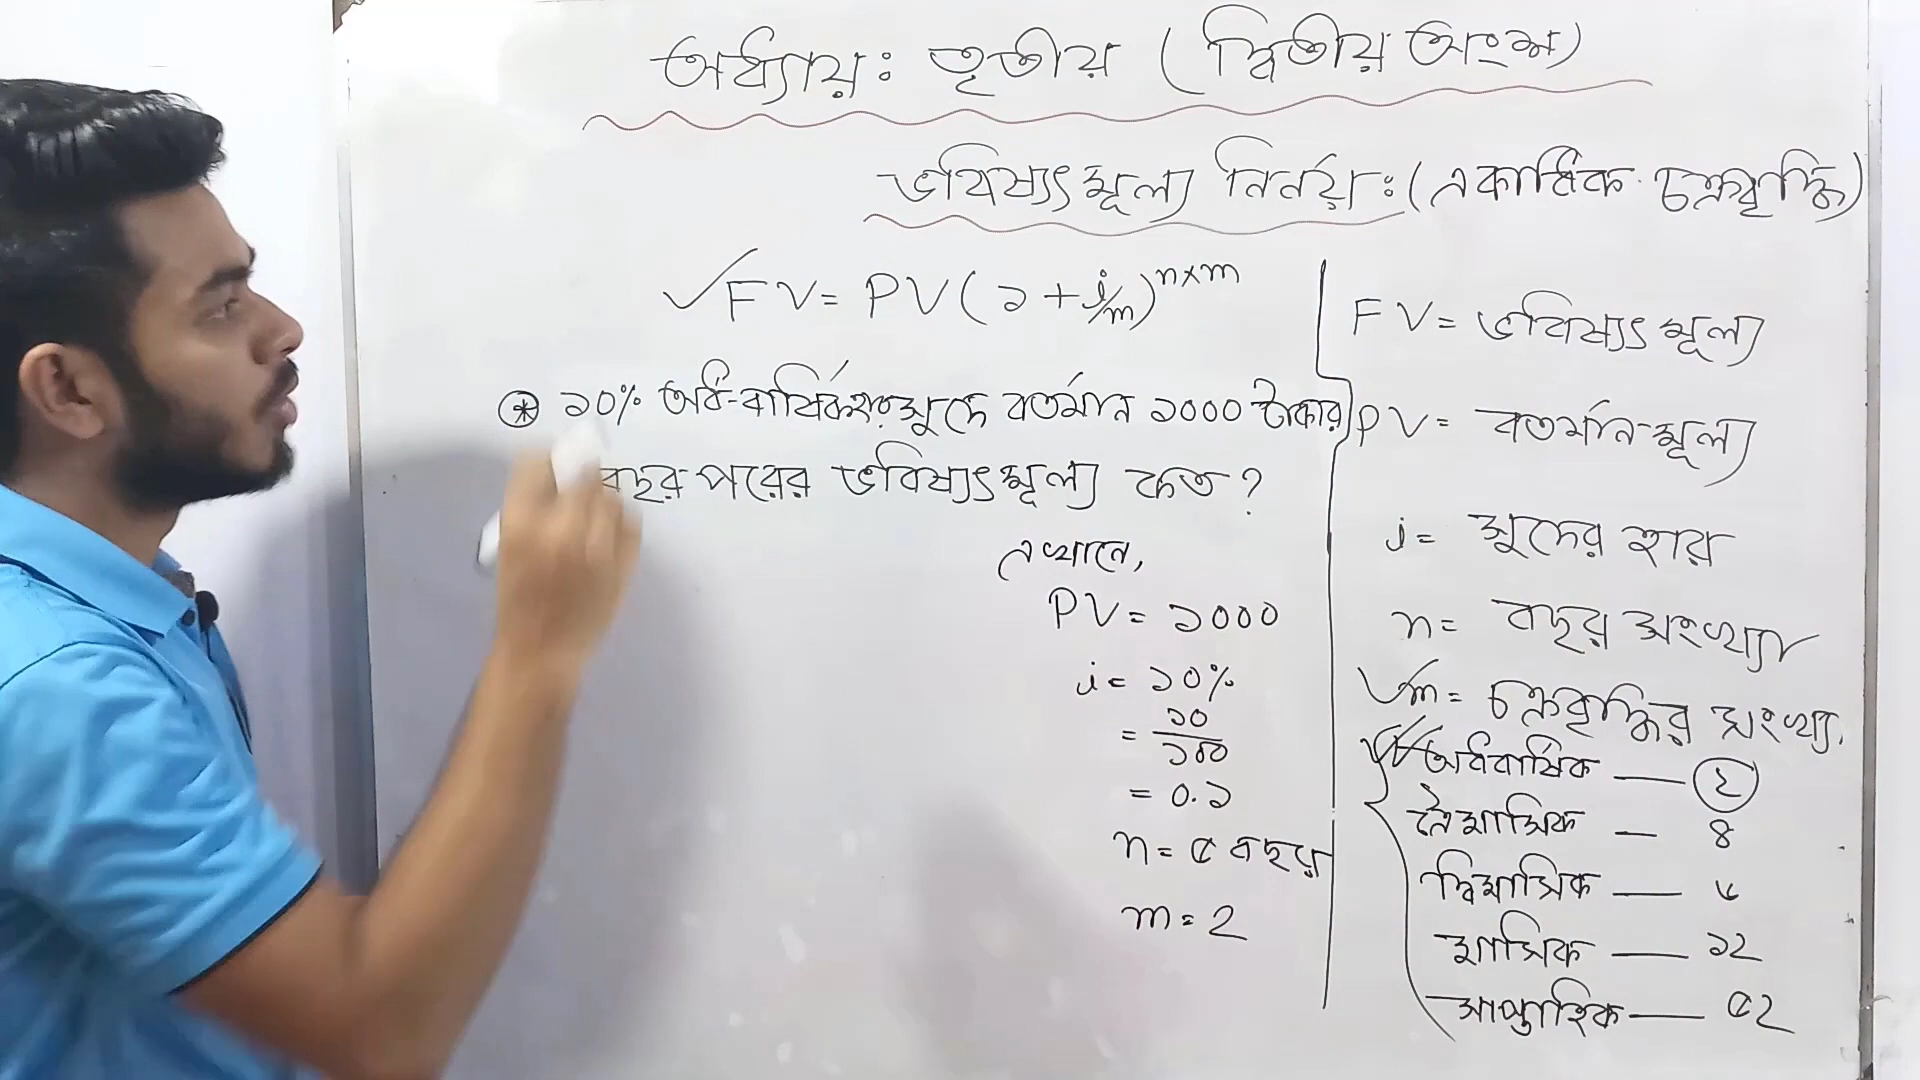 অধ্যায়ঃ তৃতীয় (দ্বিতীয় অংশ)
ভবিষ্যৎ মূল্য নির্নয়ঃ (একাধিক চক্রবৃদ্ধি)
✓FV= PV(১+i/m)^n×m
⊛ ১০% অর্ধ-বার্ষিক হার সুদে বর্তমান ১০০০ টাকার
বছর পরের ভবিষ্যৎ মূল্য কত?
এখানে,
PV= ১০০০
i= ১০%
= ১০/১০০
= ০.১
n= ৫ বছর
m= 2
FV= ভবিষ্যৎ মূল্য
PV= বর্তমান মূল্য
i= সুদের হার
n= বছর সংখ্যা
✓m= চক্রবৃদ্ধির সংখ্যা.
অর্ধবার্ষিক — ২
ত্রৈমাসিক — ৪
দ্বিমাসিক — ৬
মাসিক — ১২
সাপ্তাহিক — ৫২